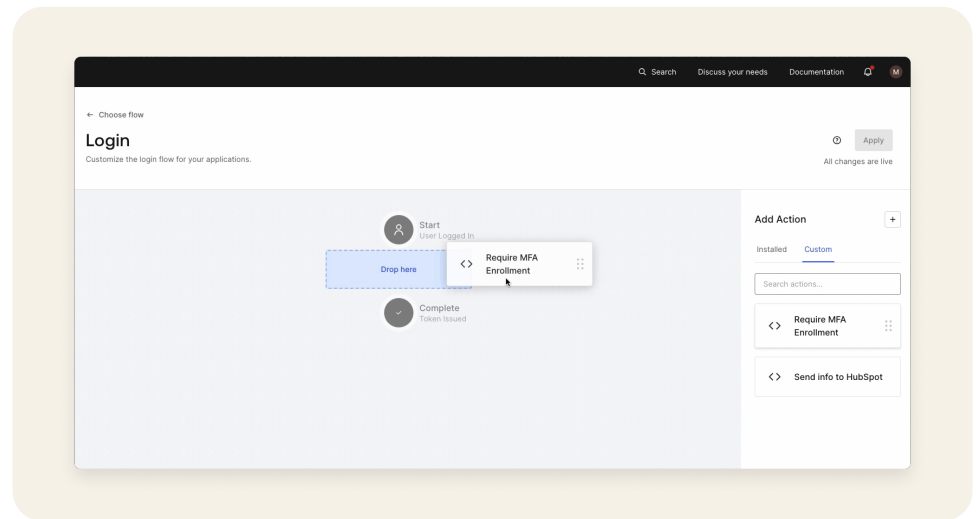 Search
Discuss your needs
Documentation
M
← Choose flow
Login
Customize the login flow for your applications.
Apply
All changes are live
Start
User Logged In
Drop here
Require MFA
Enrollment
Complete
Token Issued
Add Action
+
Installed
Custom
Search actions...
Require MFA
Enrollment
Send info to HubSpot